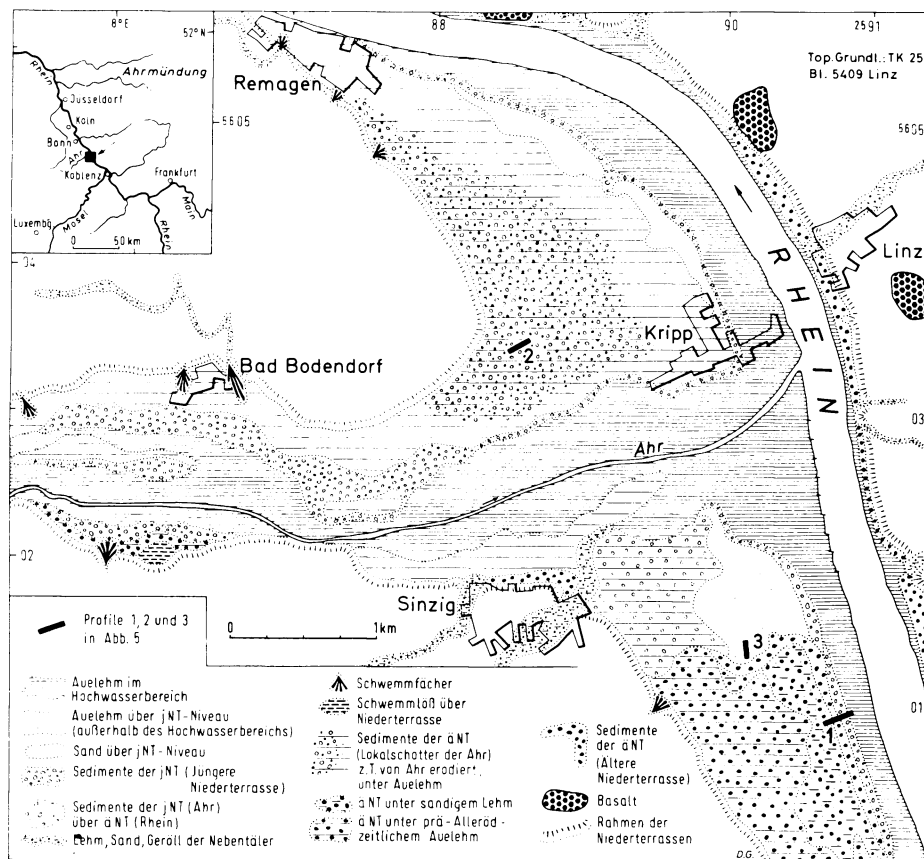 8°E
52°N
88
90
2591
Ahrmündung
Rhein
Düsseldorf
Köln
Bonn
Ahr
Koblenz
Frankfurt
Main
Luxembg.
Mosel
Rhein
0 50 km
Remagen
5605
Top. Grundl.: TK 25
Bl. 5409 Linz
5605
04
Linz
RHEIN
Kripp
2
Bad Bodendorf
03
Ahr
02
Sinzig
3
01
1
Profile 1, 2 und 3
in Abb. 5
0 1km
Auelehm im
Hochwasserbereich
Auelehm über jNT-Niveau
(außerhalb des Hochwasserbereichs)
Sand über jNT-Niveau
Sedimente der jNT (Jüngere
Niederterrasse)
Sedimente der jNT (Ahr)
über äNT (Rhein)
Lehm, Sand, Geröll der Nebentäler
Schwemmfächer
Schwemmlöß über
Niederterrasse
Sedimente der äNT
(Lokalschotter der Ahr)
z.T. von Ahr erodiert,
unter Auelehm
äNT unter sandigem Lehm
äNT unter prä-Alleröd-
zeitlichem Auelehm
Sedimente
der äNT
(Ältere
Niederterrasse)
Basalt
Rahmen der
Niederterrassen
D.G.